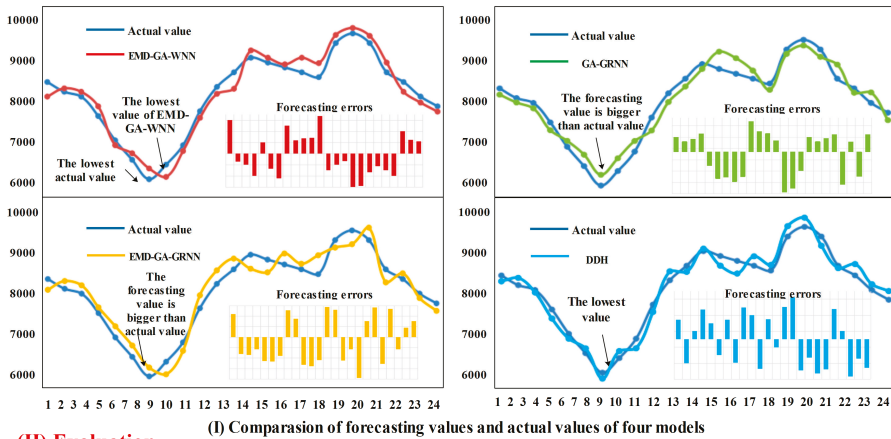 10000
9000
8000
7000
6000
Actual value
EMD-GA-WNN
The lowest
value of EMD-
GA-WNN
The lowest
actual value
Forecasting errors
10000
9000
8000
7000
6000
Actual value
GA-GRNN
The forecasting
value is bigger
than actual value
Forecasting errors
10000
9000
8000
7000
6000
Actual value
EMD-GA-GRNN
The
forecasting
value is
bigger than
actual value
Forecasting errors
1 2 3 4 5 6 7 8 9 10 11 12 13 14 15 16 17 18 19 20 21 22 23 24
10000
9000
8000
7000
6000
Actual value
DDH
The lowest
value
Forecasting errors
1 2 3 4 5 6 7 8 9 10 11 12 13 14 15 16 17 18 19 20 21 22 23 24
(I) Comparasion of forecasting values and actual values of four models
(II) Evaluation